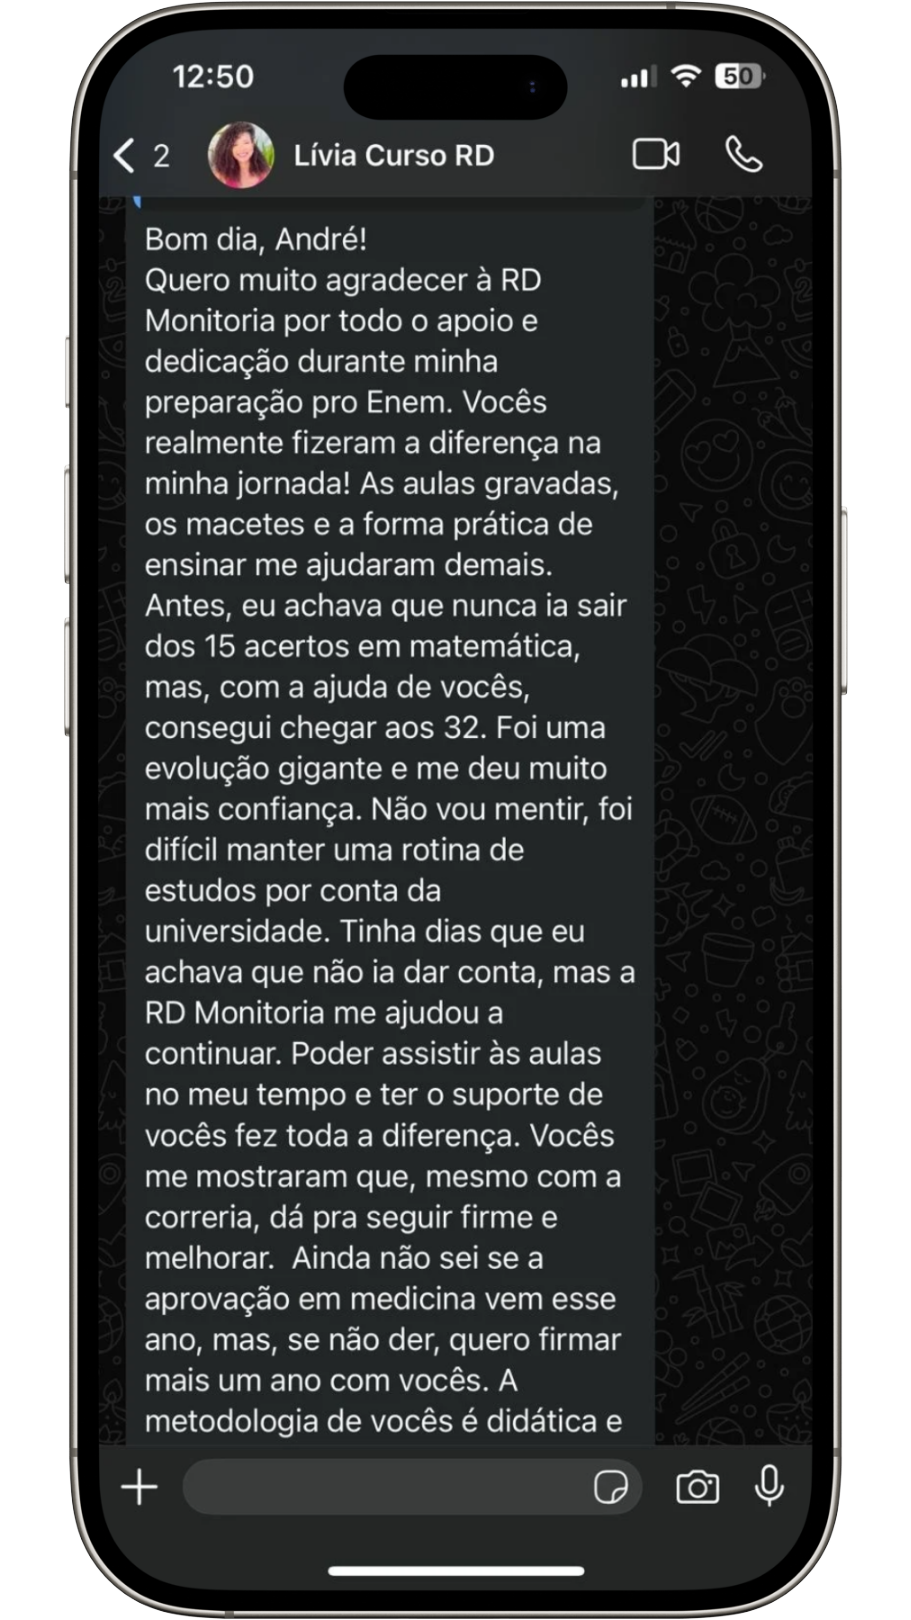 12:50
50
2
Lívia Curso RD
Bom dia, André!
Quero muito agradecer à RD
Monitoria por todo o apoio e
dedicação durante minha
preparação pro Enem. Vocês
realmente fizeram a diferença na
minha jornada! As aulas gravadas,
os macetes e a forma prática de
ensinar me ajudaram demais.
Antes, eu achava que nunca ia sair
dos 15 acertos em matemática,
mas, com a ajuda de vocês,
consegui chegar aos 32. Foi uma
evolução gigante e me deu muito
mais confiança. Não vou mentir, foi
difícil manter uma rotina de
estudos por conta da
universidade. Tinha dias que eu
achava que não ia dar conta, mas a
RD Monitoria me ajudou a
continuar. Poder assistir às aulas
no meu tempo e ter o suporte de
vocês fez toda a diferença. Vocês
me mostraram que, mesmo com a
correria, dá pra seguir firme e
melhorar.  Ainda não sei se a
aprovação em medicina vem esse
ano, mas, se não der, quero firmar
mais um ano com vocês. A
metodologia de vocês é didática e